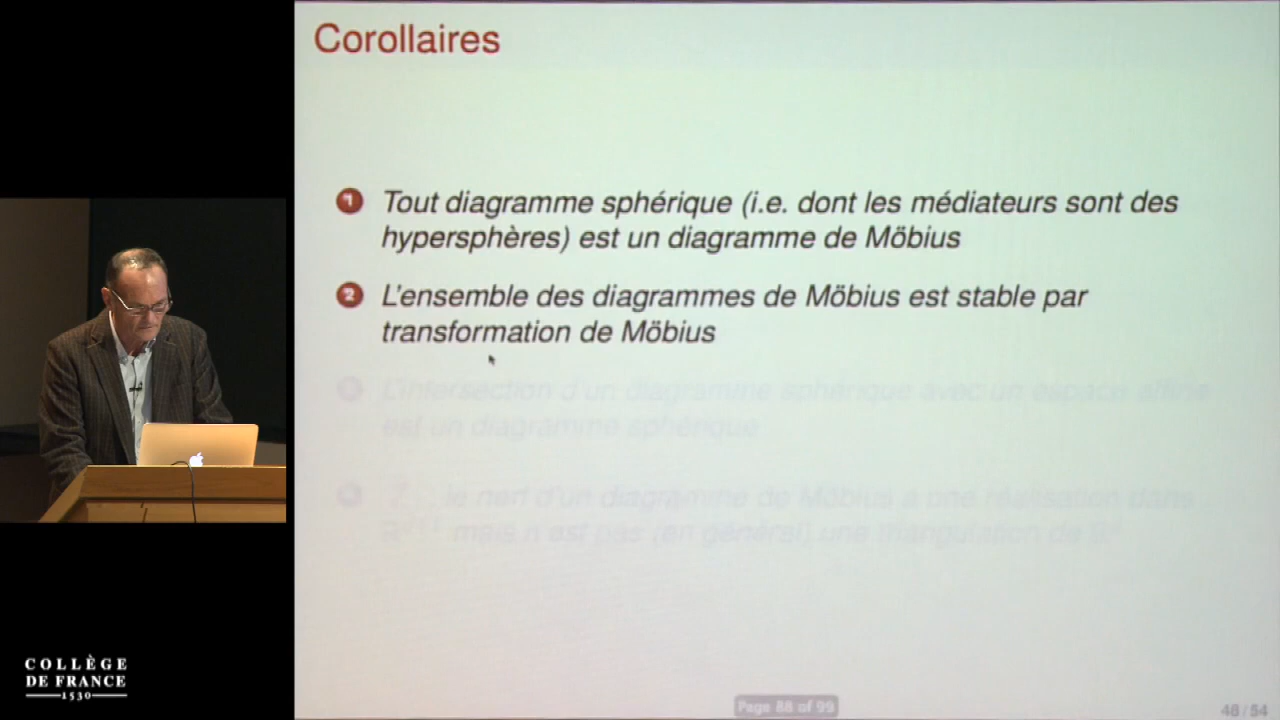 Corollaires
1 Tout diagramme sphérique (i.e. dont les médiateurs sont des
hypersphères) est un diagramme de Möbius
2 L'ensemble des diagrammes de Möbius est stable par
transformation de Möbius
L'intersection d'un diagramme sphérique avec un espace affine
est un diagramme sphérique
le nerf d'un diagramme de Möbius a une réalisation dans
mais n'est pas (en général) une triangulation de
COLLÈGE
DE FRANCE
1530
Page 88 of 99
48 / 54